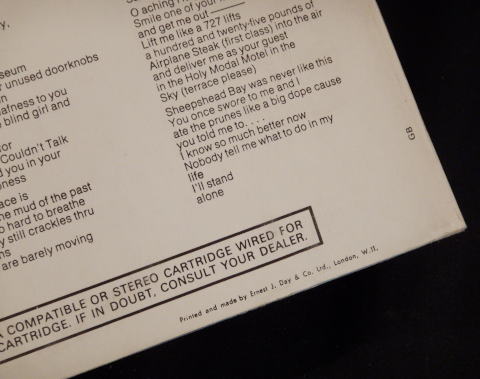 y,
seum
unused doorknobs
n
afness to you
blind girl and
or
Couldn't Talk
d you in your
ness
ace is
he mud of the past
hard to breathe
y still crackles thru
ns
are barely moving
O aching
Smile one of your
and get me out
Lift me like a 727 lifts
a hundred and twenty-five pounds of
Airplane Steak (first class) into the air
and deliver me as your guest
in the Holy Modal Motel in the
Sky (terrace please)
Sheepshead Bay was never like this
You once swore to me and I
ate the prunes like a big dope cause
you told me to. . . .
I know so much better now
Nobody tell me what to do in my
life
I'll stand
alone
GB
A COMPATIBLE OR STEREO CARTRIDGE WIRED FOR
CARTRIDGE. IF IN DOUBT, CONSULT YOUR DEALER.
Printed and made by Ernest J. Day & Co. Ltd., London, W.11.